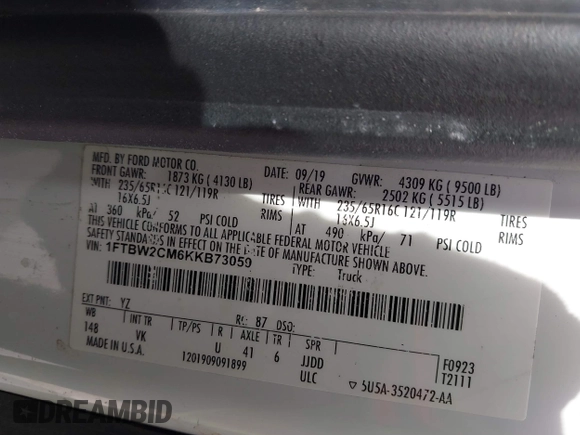 MFD. BY FORD MOTOR CO.
09/19
GVWR: 4309 KG ( 9500 LB)
FRONT GAWR: 1873 KG ( 4130 LB)
REAR GAWR: 2502 KG ( 5515 LB)
WITH 235/65R16C 121/119R TIRES
WITH 235/65R16C 121/119R TIRES
16X6.5J RIMS
16X6.5J RIMS
AT 360 kPa/ 52 PSI COLD
AT 490 kPa/ 71 PSI COLD
THIS VEHICLE CONFORMS TO ALL APPLICABLE FEDERAL MOTOR VEHICLE
SAFETY STANDARDS IN EFFECT ON THE DATE OF MANUFACTURE SHOWN ABOVE.
VIN: 1FTBW2CM6KKB73059
TYPE: Truck
EXT PNT: YZ RC: 87 DSO:
WB INT TR TP/PS R AXLE TR SPR
148 VK U 41 6 JJDD
ULC
F0923
T2111
MADE IN U.S.A. 1201909091899
▽ 5USA-3520472-AA
DREAMBID